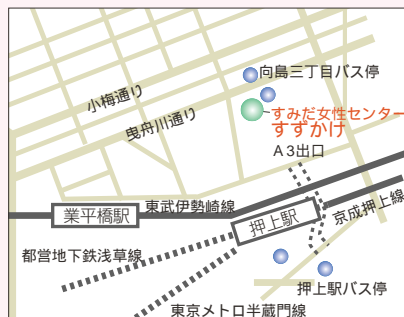 向島三丁目バス停
小梅通り
すみだ女性センター
すずかけ
曳舟川通り
A3出口
業平橋駅
東武伊勢崎線
押上駅
京成押上線
都営地下鉄浅草線
押上駅バス停
東京メトロ半蔵門線